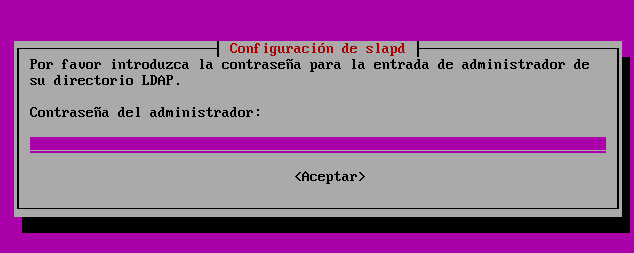 Configuración de slapd
Por favor introduzca la contraseña para la entrada de administrador de
su directorio LDAP.
Contraseña del administrador:
<Aceptar>